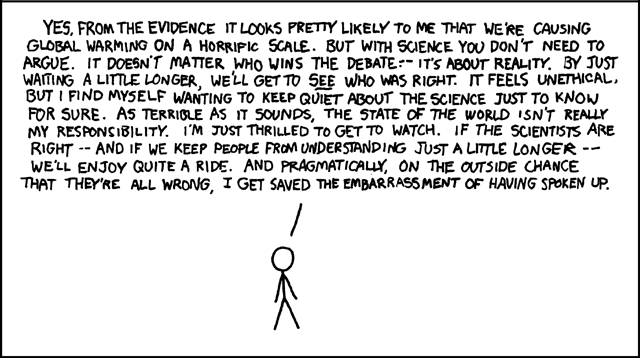 YES, FROM THE EVIDENCE IT LOOKS PRETTY LIKELY TO ME THAT WE'RE CAUSING
GLOBAL WARMING ON A HORRIFIC SCALE. BUT WITH SCIENCE YOU DON'T NEED TO
ARGUE. IT DOESN'T MATTER WHO WINS THE DEBATE -- IT'S ABOUT REALITY. BY JUST
WAITING A LITTLE LONGER, WE'LL GET TO SEE WHO WAS RIGHT. IT FEELS UNETHICAL,
BUT I FIND MYSELF WANTING TO KEEP QUIET ABOUT THE SCIENCE JUST TO KNOW
FOR SURE. AS TERRIBLE AS IT SOUNDS, THE STATE OF THE WORLD ISN'T REALLY
MY RESPONSIBILITY. I'M JUST THRILLED TO GET TO WATCH. IF THE SCIENTISTS ARE
RIGHT -- AND IF WE KEEP PEOPLE FROM UNDERSTANDING JUST A LITTLE LONGER --
WE'LL ENJOY QUITE A RIDE. AND PRAGMATICALLY, ON THE OUTSIDE CHANCE
THAT THEY'RE ALL WRONG, I GET SAVED THE EMBARRASSMENT OF HAVING SPOKEN UP.